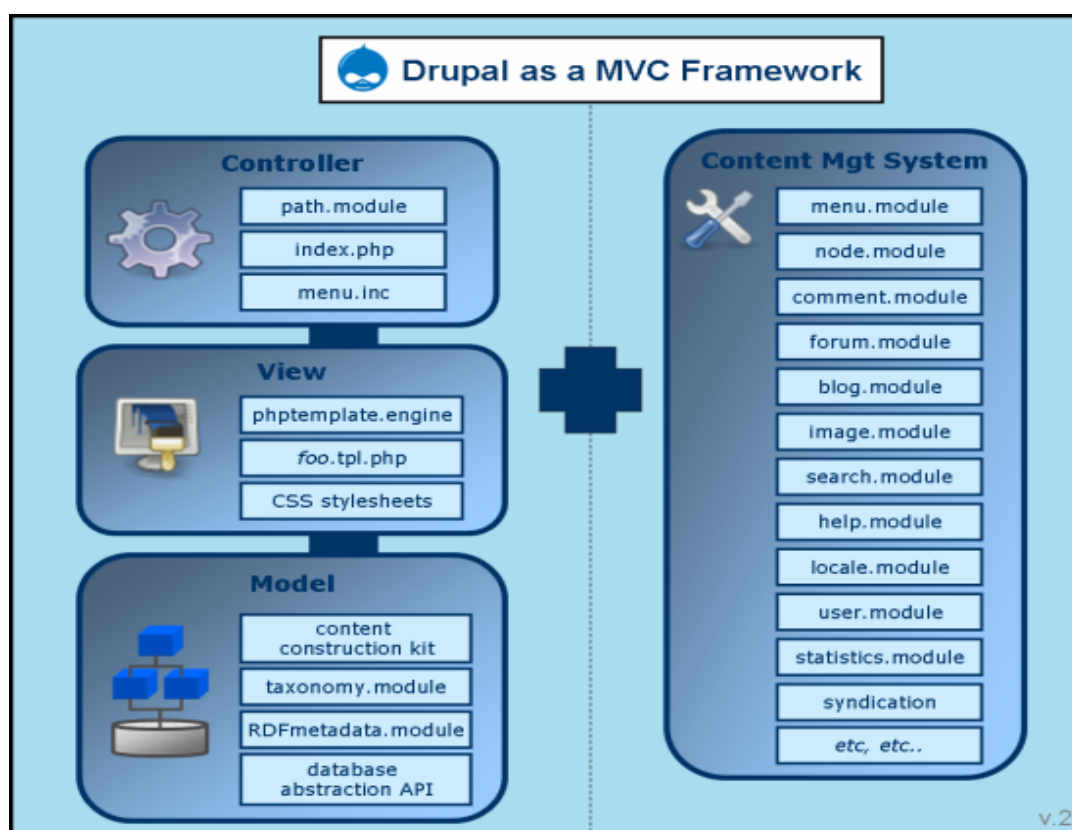 Drupal as a MVC Framework
Controller
path.module
index.php
menu.inc
View
phptemplate.engine
foo.tpl.php
CSS stylesheets
Model
content
construction kit
taxonomy.module
RDFmetadata.module
database
abstraction API
Content Mgt System
menu.module
node.module
comment.module
forum.module
blog.module
image.module
search.module
help.module
locale.module
user.module
statistics.module
syndication
etc, etc..
v.2